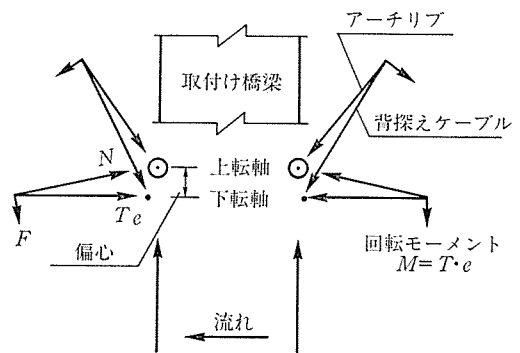 アーチリブ
取付け橋梁
背探えケーブル
N
上転軸
T e
下転軸
F
偏心
回転モーメント
M= T･e
流れ